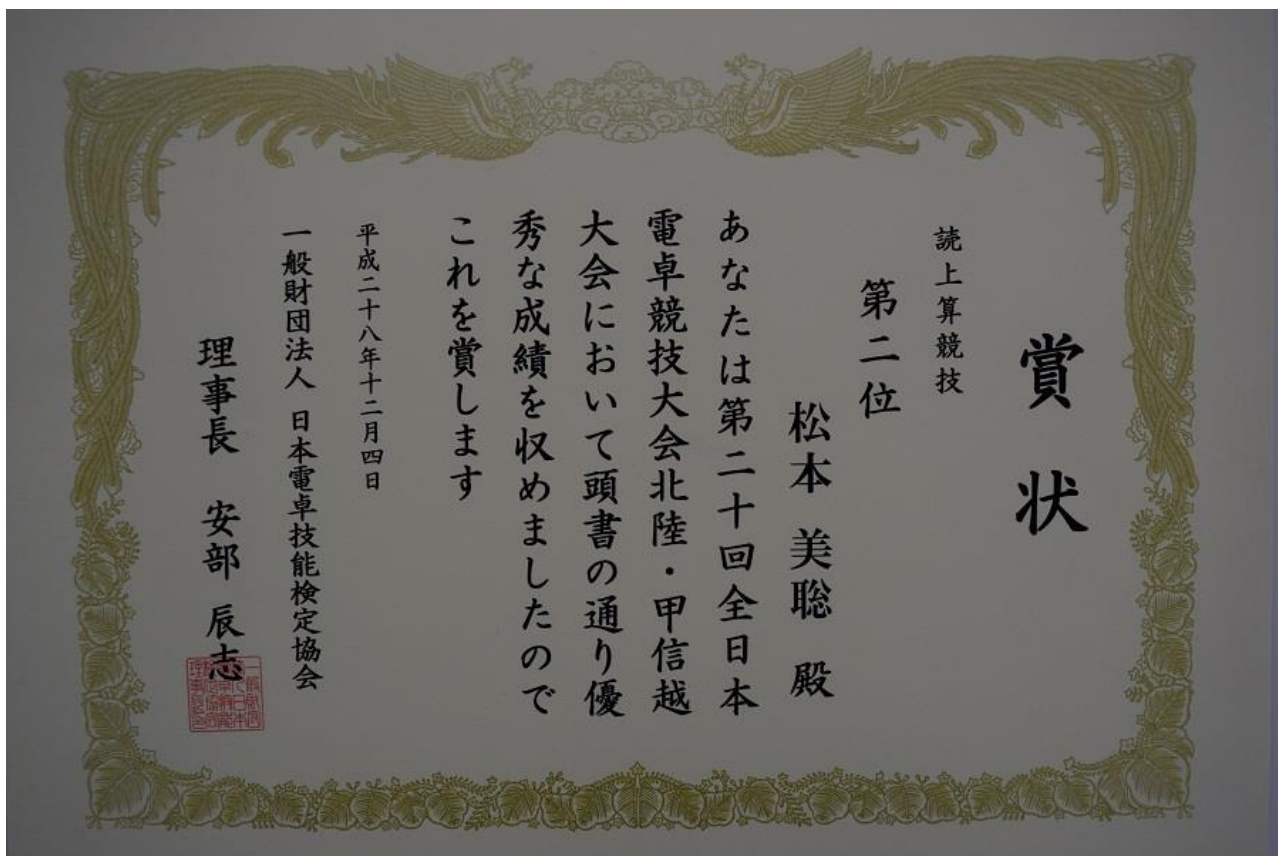 賞状
読上算競技
第二位
松本 美聡 殿
あなたは第二十回全日本
電卓競技大会北陸・甲信越
大会において頭書の通り優
秀な成績を収めましたので
これを賞します
平成二十八年十二月四日
一般財団法人 日本電卓技能検定協会
理事長 安部 辰志